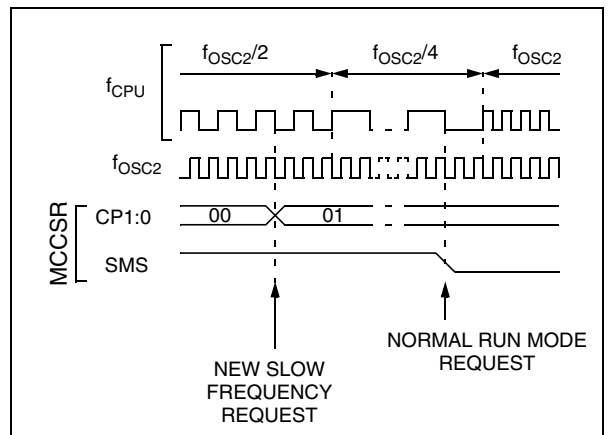 fOSC2/2 fOSC2/4 fOSC2
fCPU
fOSC2
MCCSR
CP1:0 00 01
SMS
NEW SLOW
FREQUENCY
REQUEST
NORMAL RUN MODE
REQUEST